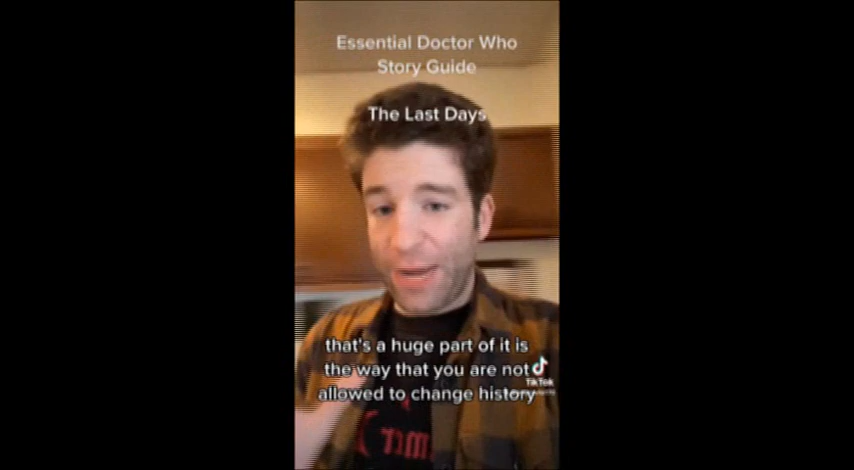 Essential Doctor Who
Story Guide
The Last Days
that's a huge part of it is
the way that you are not
allowed to change history
TikTok